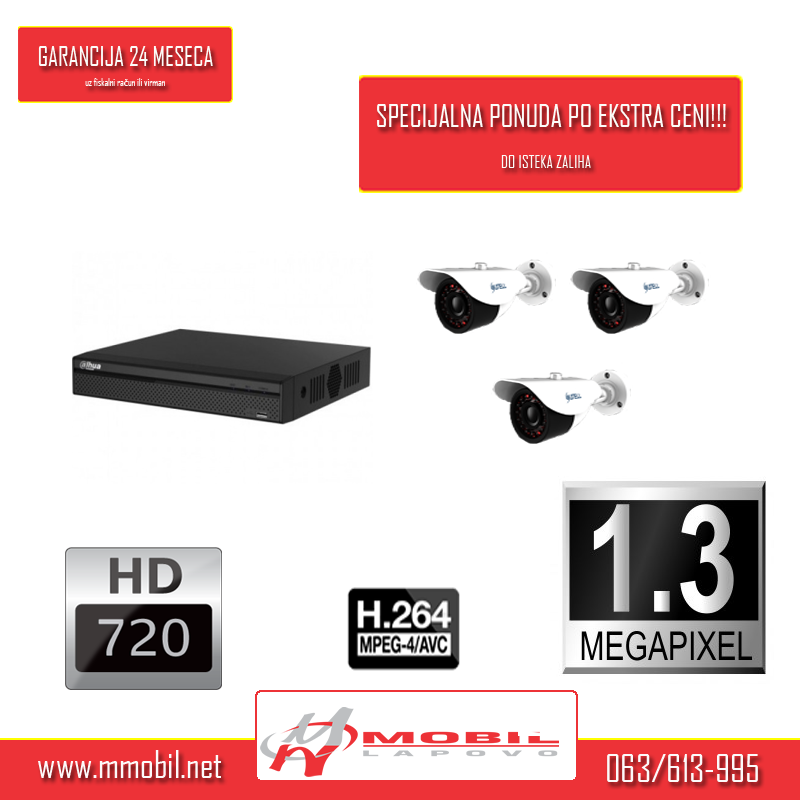 GARANCIJA 24 MESECA
uz fiskalni račun ili virman
SPECIJALNA PONUDA PO EKSTRA CENI!!!
DO ISTEKA ZALIHA
alhua
HD
720
H.264
MPEG-4/AVC
1.3
MEGAPIXEL
MOBIL
LAPOVO
www.mmobil.net
063/613-995